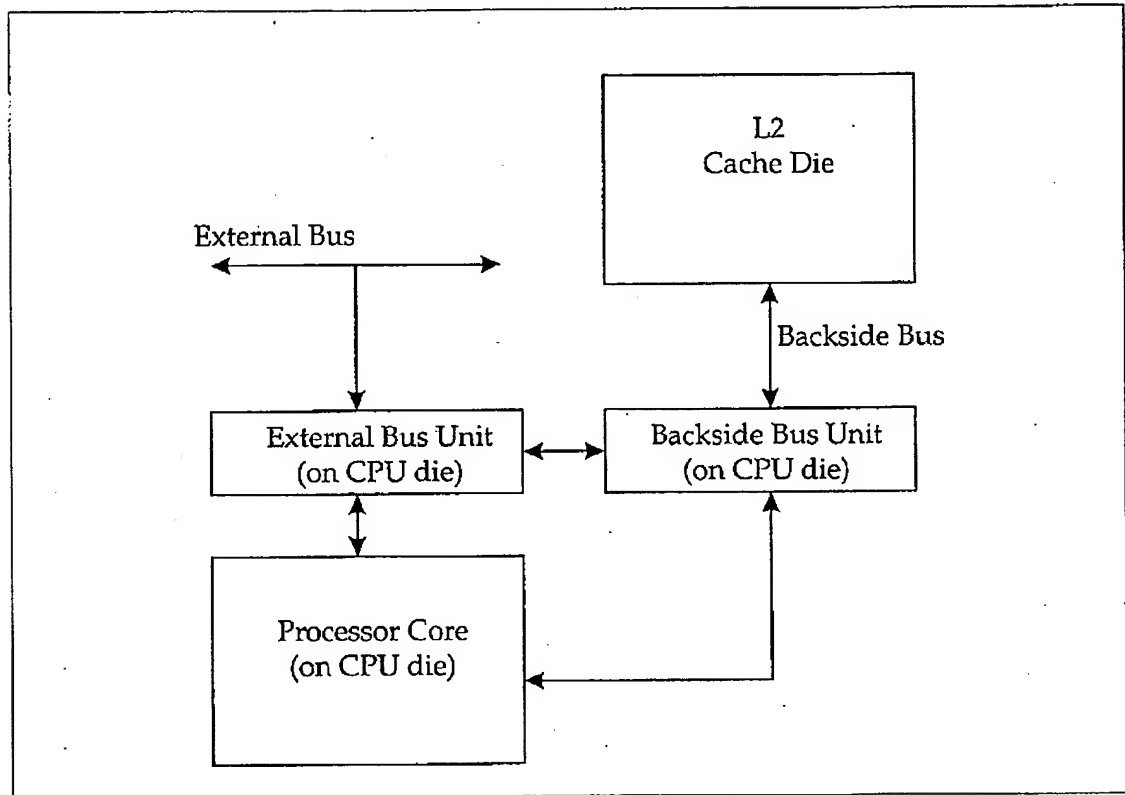 L2
Cache Die
External Bus
Backside Bus
External Bus Unit
(on CPU die)
Backside Bus Unit
(on CPU die)
Processor Core
(on CPU die)